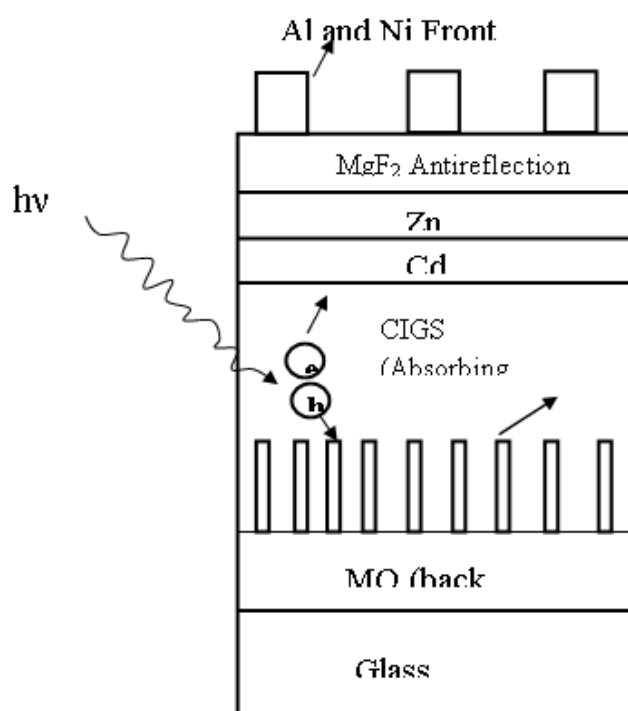 Al and Ni Front
MgF₂ Antireflection
hν
Zn
Cd
CIGS
(Absorbing
e
h
MO (back
Glass